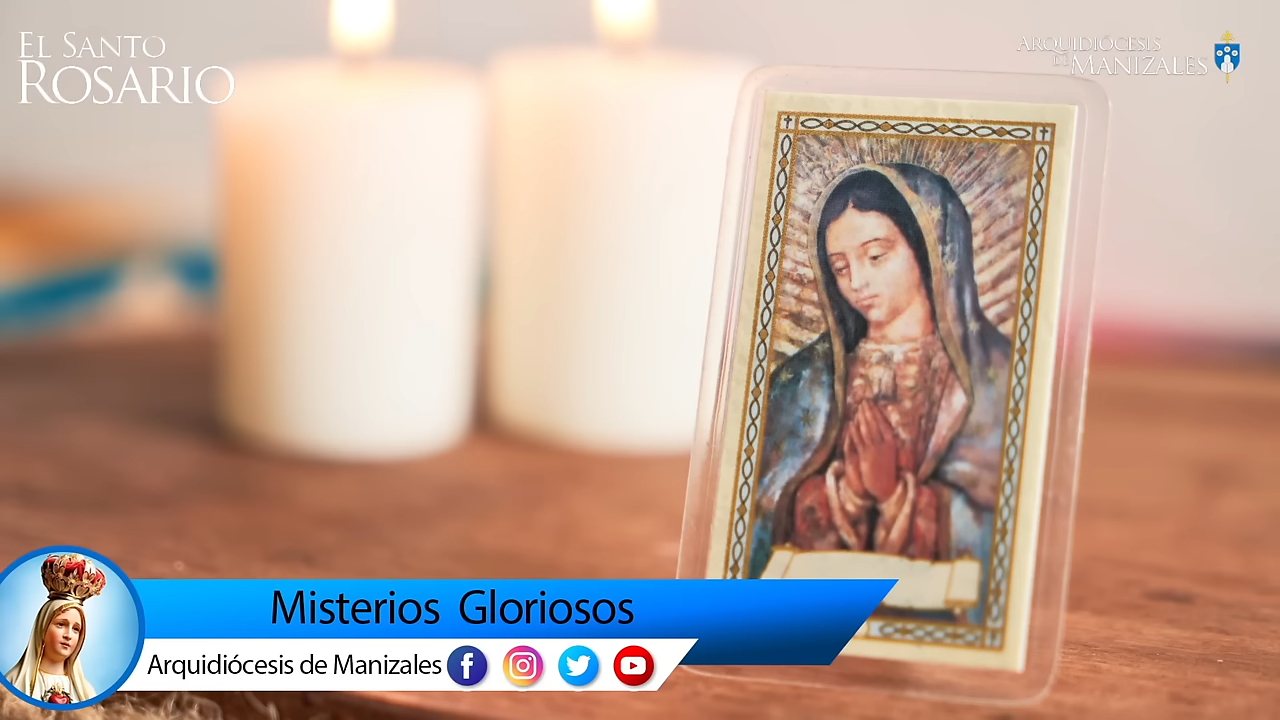 El Santo
Rosario
Arquidiócesis
de Manizales
Misterios Gloriosos
Arquidiócesis de Manizales